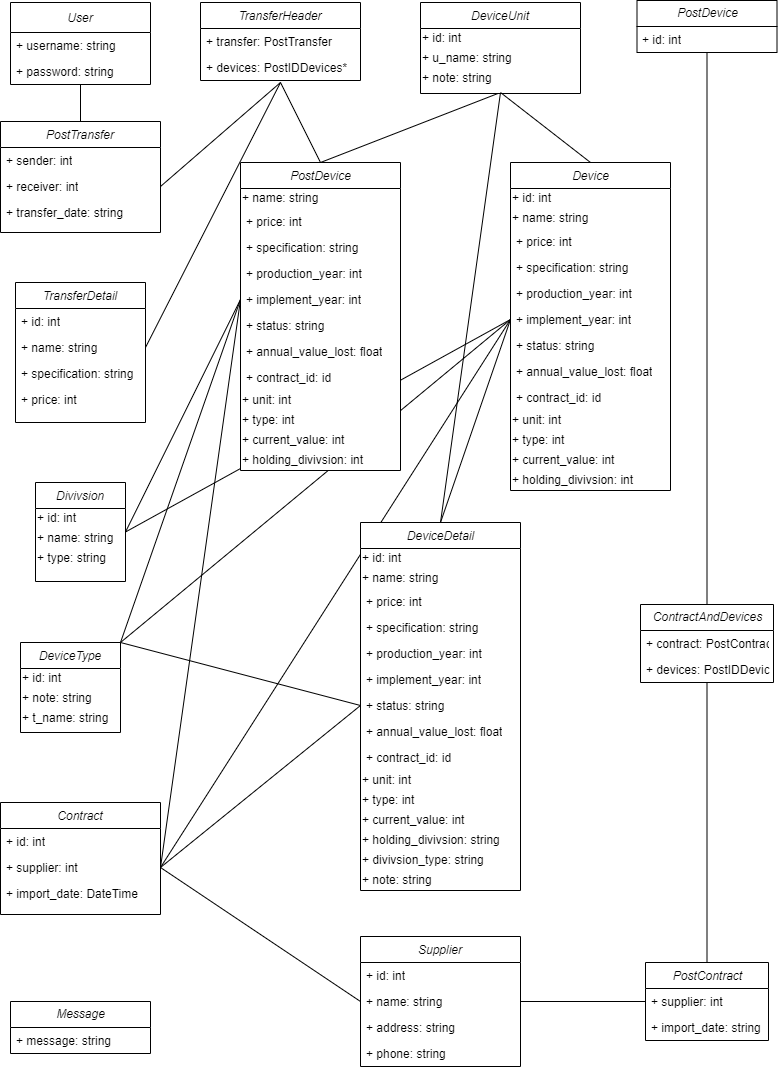 User
+ username: string
+ password: string
TransferHeader
+ transfer: PostTransfer
+ devices: PostIDDevices*
DeviceUnit
+ id: int
+ u_name: string
+ note: string
PostDevice
+ id: int
PostTransfer
+ sender: int
+ receiver: int
+ transfer_date: string
PostDevice
+ name: string
+ price: int
+ specification: string
+ production_year: int
+ implement_year: int
+ status: string
+ annual_value_lost: float
+ contract_id: id
+ unit: int
+ type: int
+ current_value: int
+ holding_divivsion: int
Device
+ id: int
+ name: string
+ price: int
+ specification: string
+ production_year: int
+ implement_year: int
+ status: string
+ annual_value_lost: float
+ contract_id: id
+ unit: int
+ type: int
+ current_value: int
+ holding_divivsion: int
TransferDetail
+ id: int
+ name: string
+ specification: string
+ price: int
Divivsion
+ id: int
+ name: string
+ type: string
DeviceDetail
+ id: int
+ name: string
+ price: int
+ specification: string
+ production_year: int
+ implement_year: int
+ status: string
+ annual_value_lost: float
+ contract_id: id
+ unit: int
+ type: int
+ current_value: int
+ holding_divivsion: string
+ divivsion_type: string
+ note: string
ContractAndDevices
+ contract: PostContrac
+ devices: PostIDDevic
DeviceType
+ id: int
+ note: string
+ t_name: string
Contract
+ id: int
+ supplier: int
+ import_date: DateTime
Supplier
+ id: int
+ name: string
+ address: string
+ phone: string
PostContract
+ supplier: int
+ import_date: string
Message
+ message: string